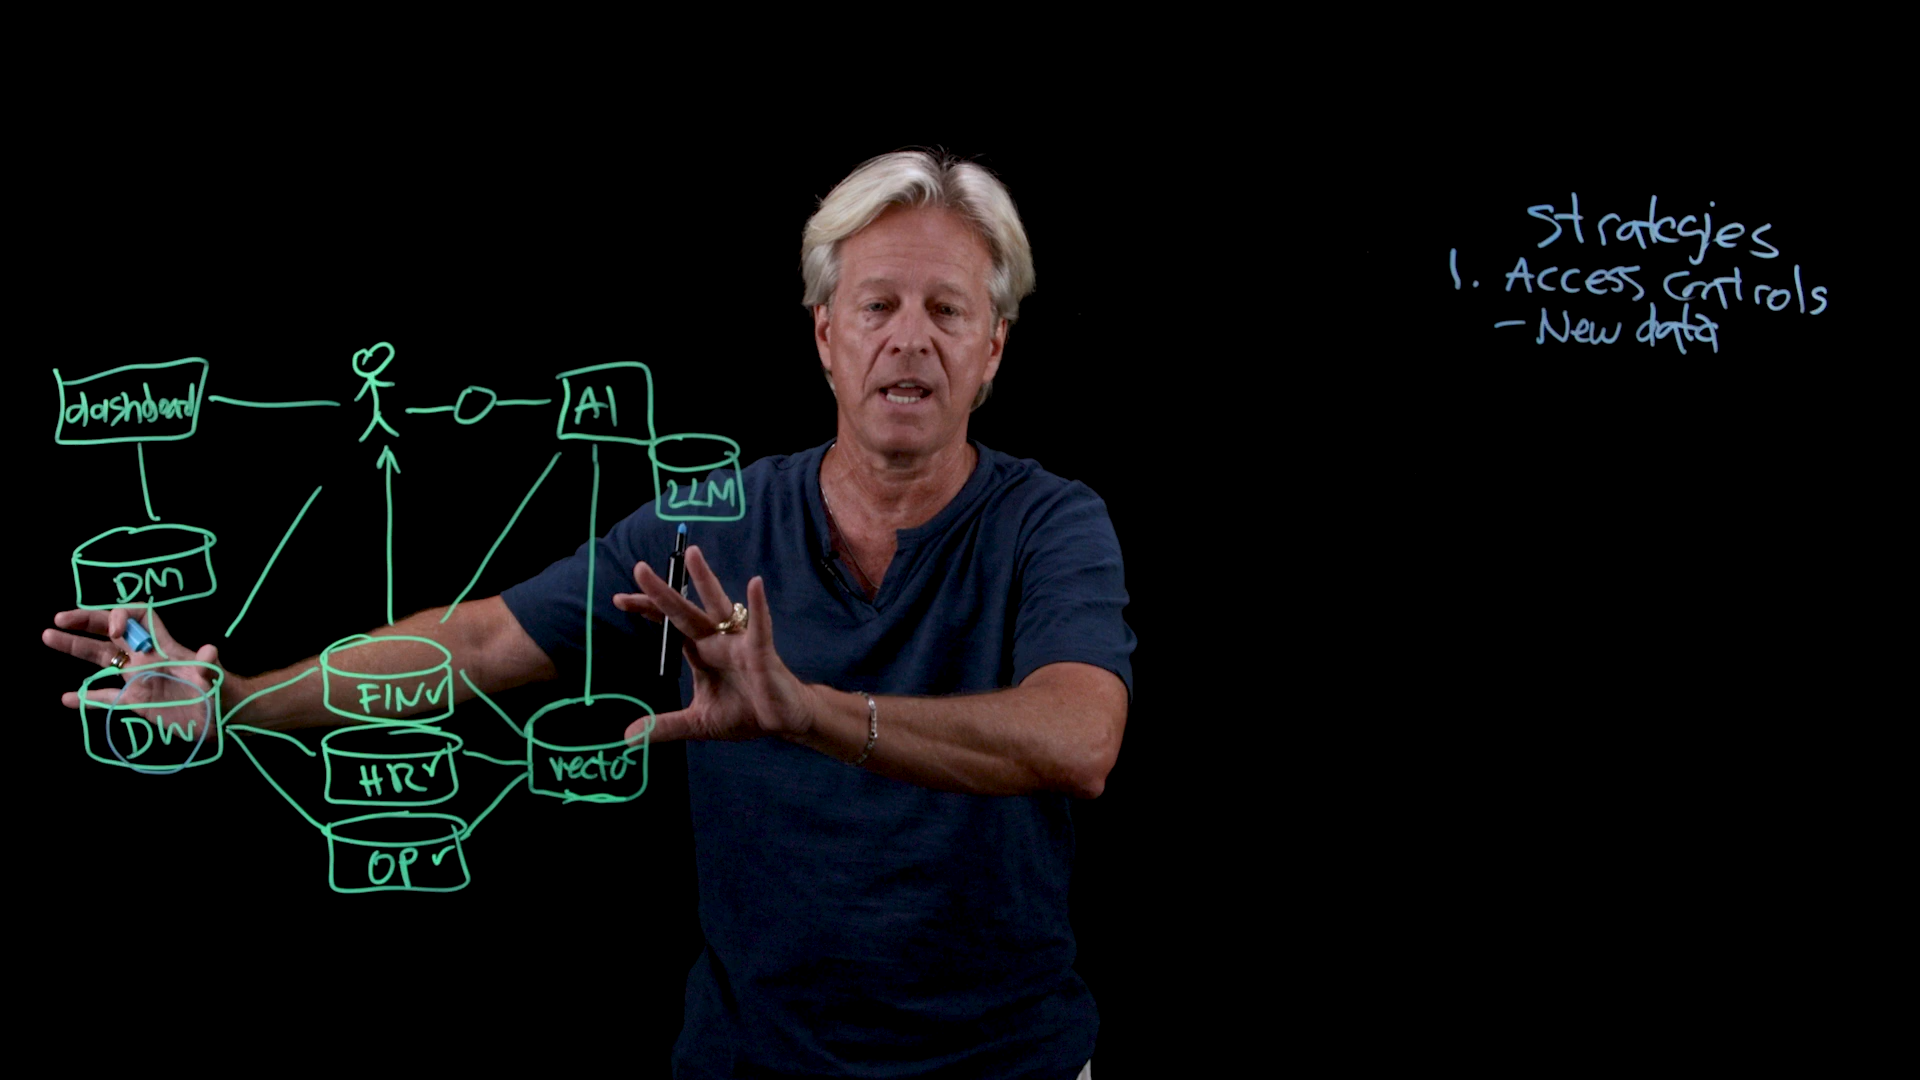 strategies
1. Access controls
- New data
dashboard
AI
LLM
DM
DW
FIN
HR
OP
vector